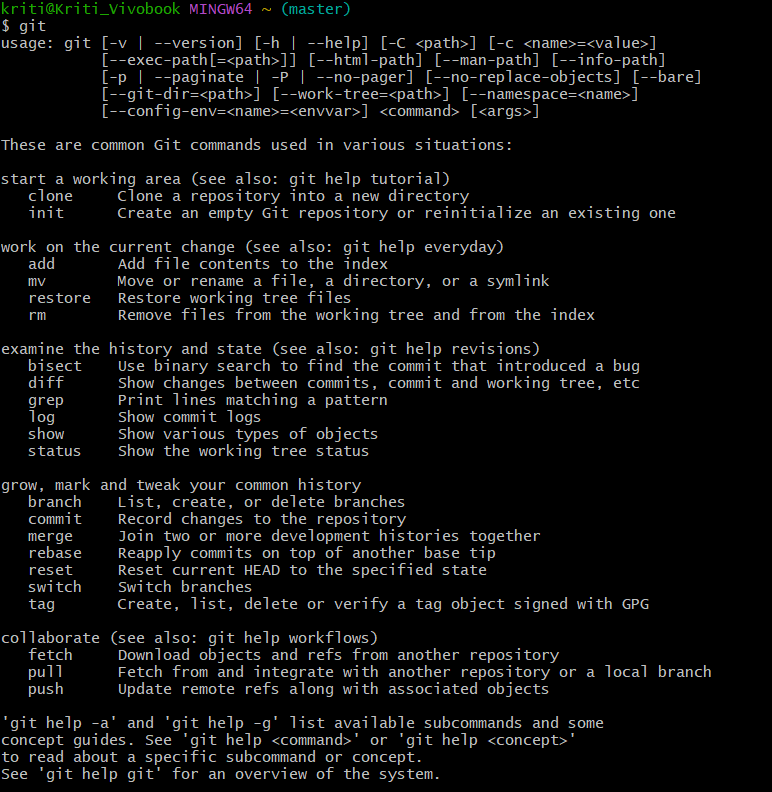 kriti@Kriti_Vivobook MINGW64 ~ (master)
$ git
usage: git [-v | --version] [-h | --help] [-C <path>] [-c <name>=<value>]
           [--exec-path[=<path>]] [--html-path] [--man-path] [--info-path]
           [-p | --paginate | -P | --no-pager] [--no-replace-objects] [--bare]
           [--git-dir=<path>] [--work-tree=<path>] [--namespace=<name>]
           [--config-env=<name>=<envvar>] <command> [<args>]

These are common Git commands used in various situations:

start a working area (see also: git help tutorial)
   clone     Clone a repository into a new directory
   init      Create an empty Git repository or reinitialize an existing one

work on the current change (see also: git help everyday)
   add       Add file contents to the index
   mv        Move or rename a file, a directory, or a symlink
   restore   Restore working tree files
   rm        Remove files from the working tree and from the index

examine the history and state (see also: git help revisions)
   bisect    Use binary search to find the commit that introduced a bug
   diff      Show changes between commits, commit and working tree, etc
   grep      Print lines matching a pattern
   log       Show commit logs
   show      Show various types of objects
   status    Show the working tree status

grow, mark and tweak your common history
   branch    List, create, or delete branches
   commit    Record changes to the repository
   merge     Join two or more development histories together
   rebase    Reapply commits on top of another base tip
   reset     Reset current HEAD to the specified state
   switch    Switch branches
   tag       Create, list, delete or verify a tag object signed with GPG

collaborate (see also: git help workflows)
   fetch     Download objects and refs from another repository
   pull      Fetch from and integrate with another repository or a local branch
   push      Update remote refs along with associated objects

'git help -a' and 'git help -g' list available subcommands and some
concept guides. See 'git help <command>' or 'git help <concept>'
to read about a specific subcommand or concept.
See 'git help git' for an overview of the system.